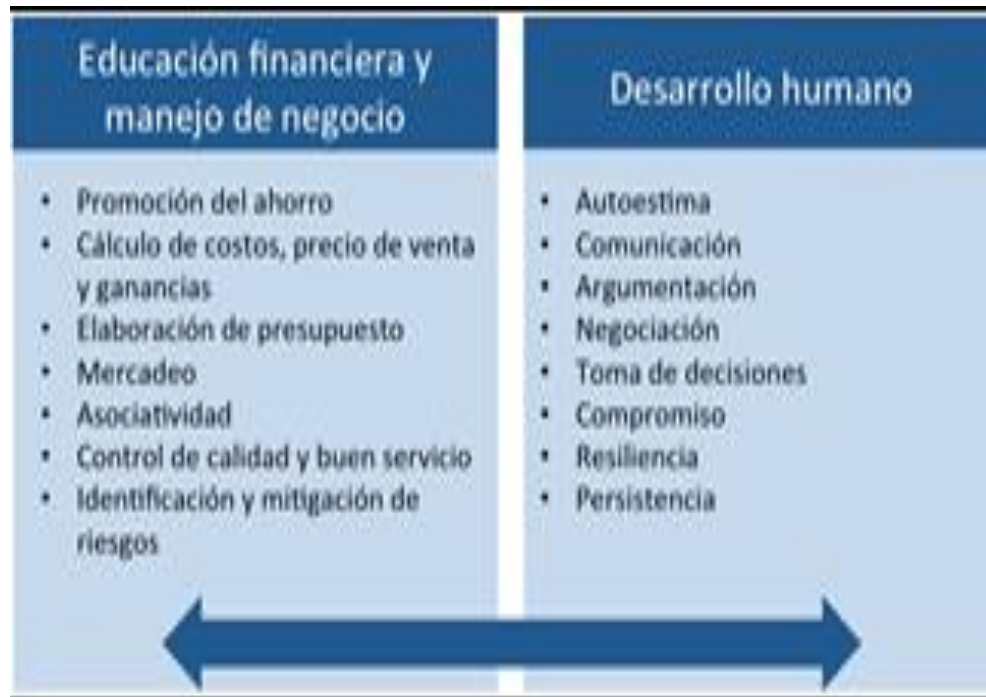 Educación financiera y
manejo de negocio
• Promoción del ahorro
• Cálculo de costos, precio de venta
y ganancias
• Elaboración de presupuesto
• Mercadeo
• Asociatividad
• Control de calidad y buen servicio
• Identificación y mitigación de
riesgos
Desarrollo humano
• Autoestima
• Comunicación
• Argumentación
• Negociación
• Toma de decisiones
• Compromiso
• Resiliencia
• Persistencia